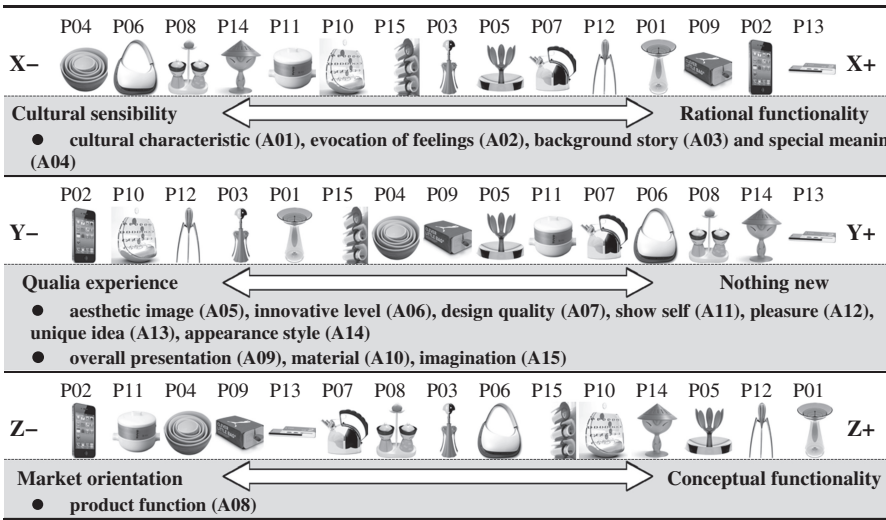 P04 P06 P08 P14 P11 P10 P15 P03 P05 P07 P12 P01 P09 P02 P13
X− X+
Cultural sensibility Rational functionality
● cultural characteristic (A01), evocation of feelings (A02), background story (A03) and special meanin
(A04)
P02 P10 P12 P03 P01 P15 P04 P09 P05 P11 P07 P06 P08 P14 P13
Y− Y+
Qualia experience Nothing new
● aesthetic image (A05), innovative level (A06), design quality (A07), show self (A11), pleasure (A12),
unique idea (A13), appearance style (A14)
● overall presentation (A09), material (A10), imagination (A15)
P02 P11 P04 P09 P13 P07 P08 P03 P06 P15 P10 P14 P05 P12 P01
Z− Z+
Market orientation Conceptual functionality
● product function (A08)